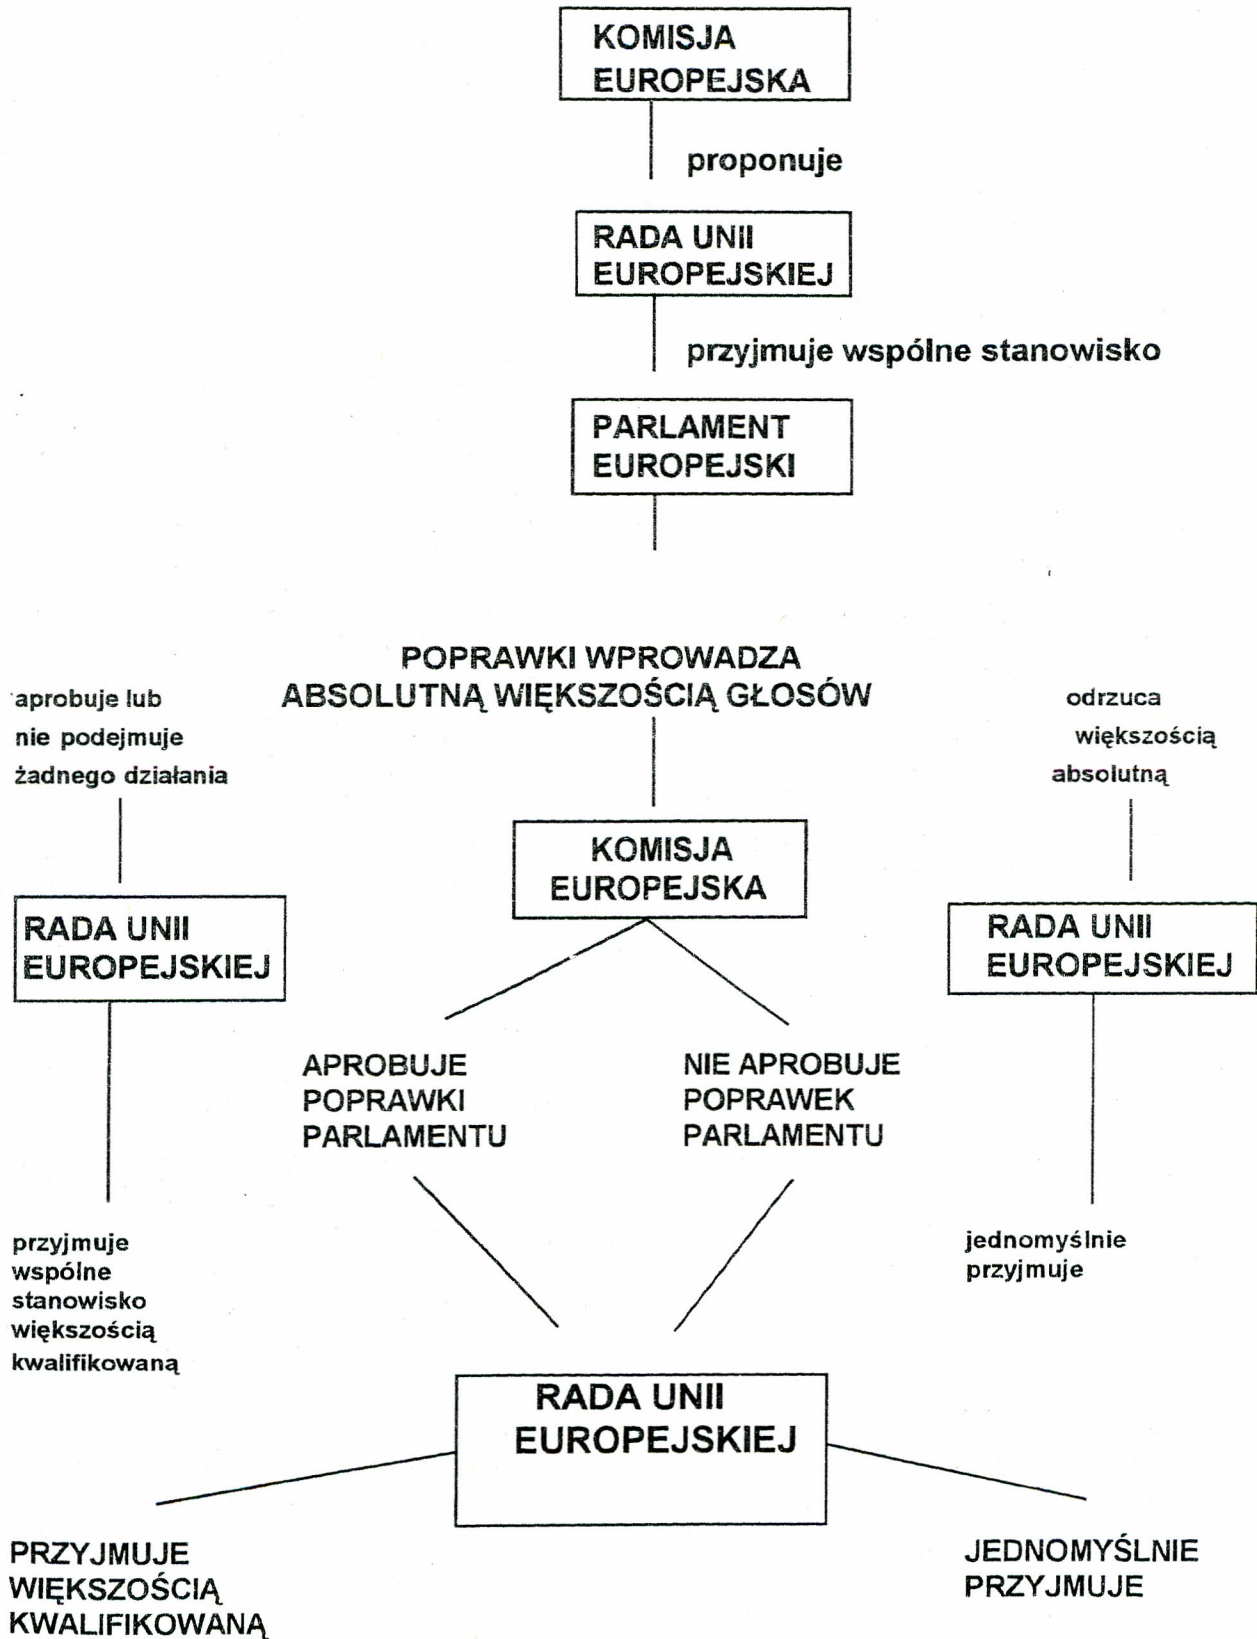 KOMISJA
EUROPEJSKA
proponuje
RADA UNII
EUROPEJSKIEJ
przyjmuje wspólne stanowisko
PARLAMENT
EUROPEJSKI
POPRAWKI WPROWADZA
ABSOLUTNĄ WIĘKSZOŚCIĄ GŁOSÓW
aprobuje lub
nie podejmuje
żadnego działania
odrzuca
większością
absolutną
KOMISJA
EUROPEJSKA
RADA UNII
EUROPEJSKIEJ
RADA UNII
EUROPEJSKIEJ
APROBUJE
POPRAWKI
PARLAMENTU
NIE APROBUJE
POPRAWEK
PARLAMENTU
przyjmuje
wspólne
stanowisko
większością
kwalifikowaną
jednomyślnie
przyjmuje
RADA UNII
EUROPEJSKIEJ
PRZYJMUJE
WIĘKSZOŚCIĄ
KWALIFIKOWANĄ
JEDNOMYŚLNIE
PRZYJMUJE